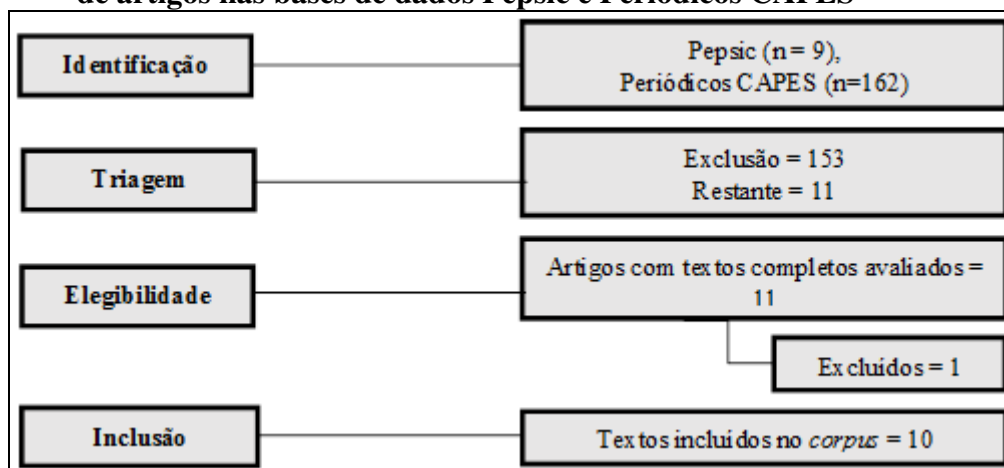 de artigos nas bases de dados Pepsic e Periódicos CAPES
Identificação
Pepsic (n = 9),
Periódicos CAPES (n=162)
Triagem
Exclusão = 153
Restante = 11
Elegibilidade
Artigos com textos completos avaliados =
11
Excluídos = 1
Inclusão
Textos incluídos no corpus = 10